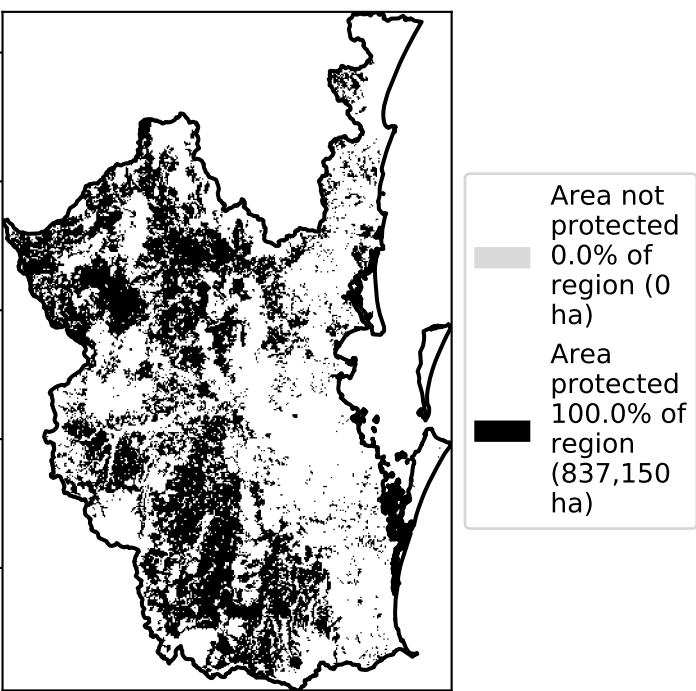 Area not
protected
0.0% of
region (0
ha)
Area
protected
100.0% of
region
(837,150
ha)